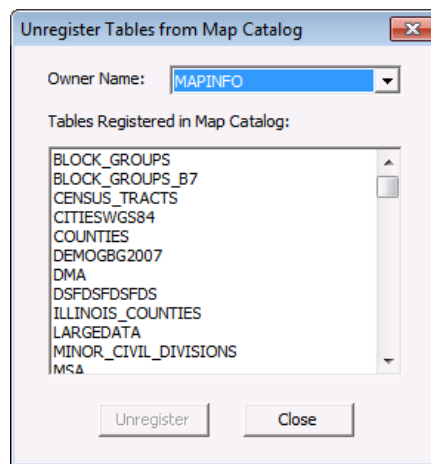 Unregister Tables from Map Catalog
Owner Name: MAPINFO
Tables Registered in Map Catalog:
BLOCK_GROUPS
BLOCK_GROUPS_B7
CENSUS_TRACTS
CITIESWGS84
COUNTIES
DEMOGBG2007
DMA
DSFDSFDSFDS
ILLINOIS_COUNTIES
LARGEDATA
MINOR_CIVIL_DIVISIONS
MSA
Unregister Close